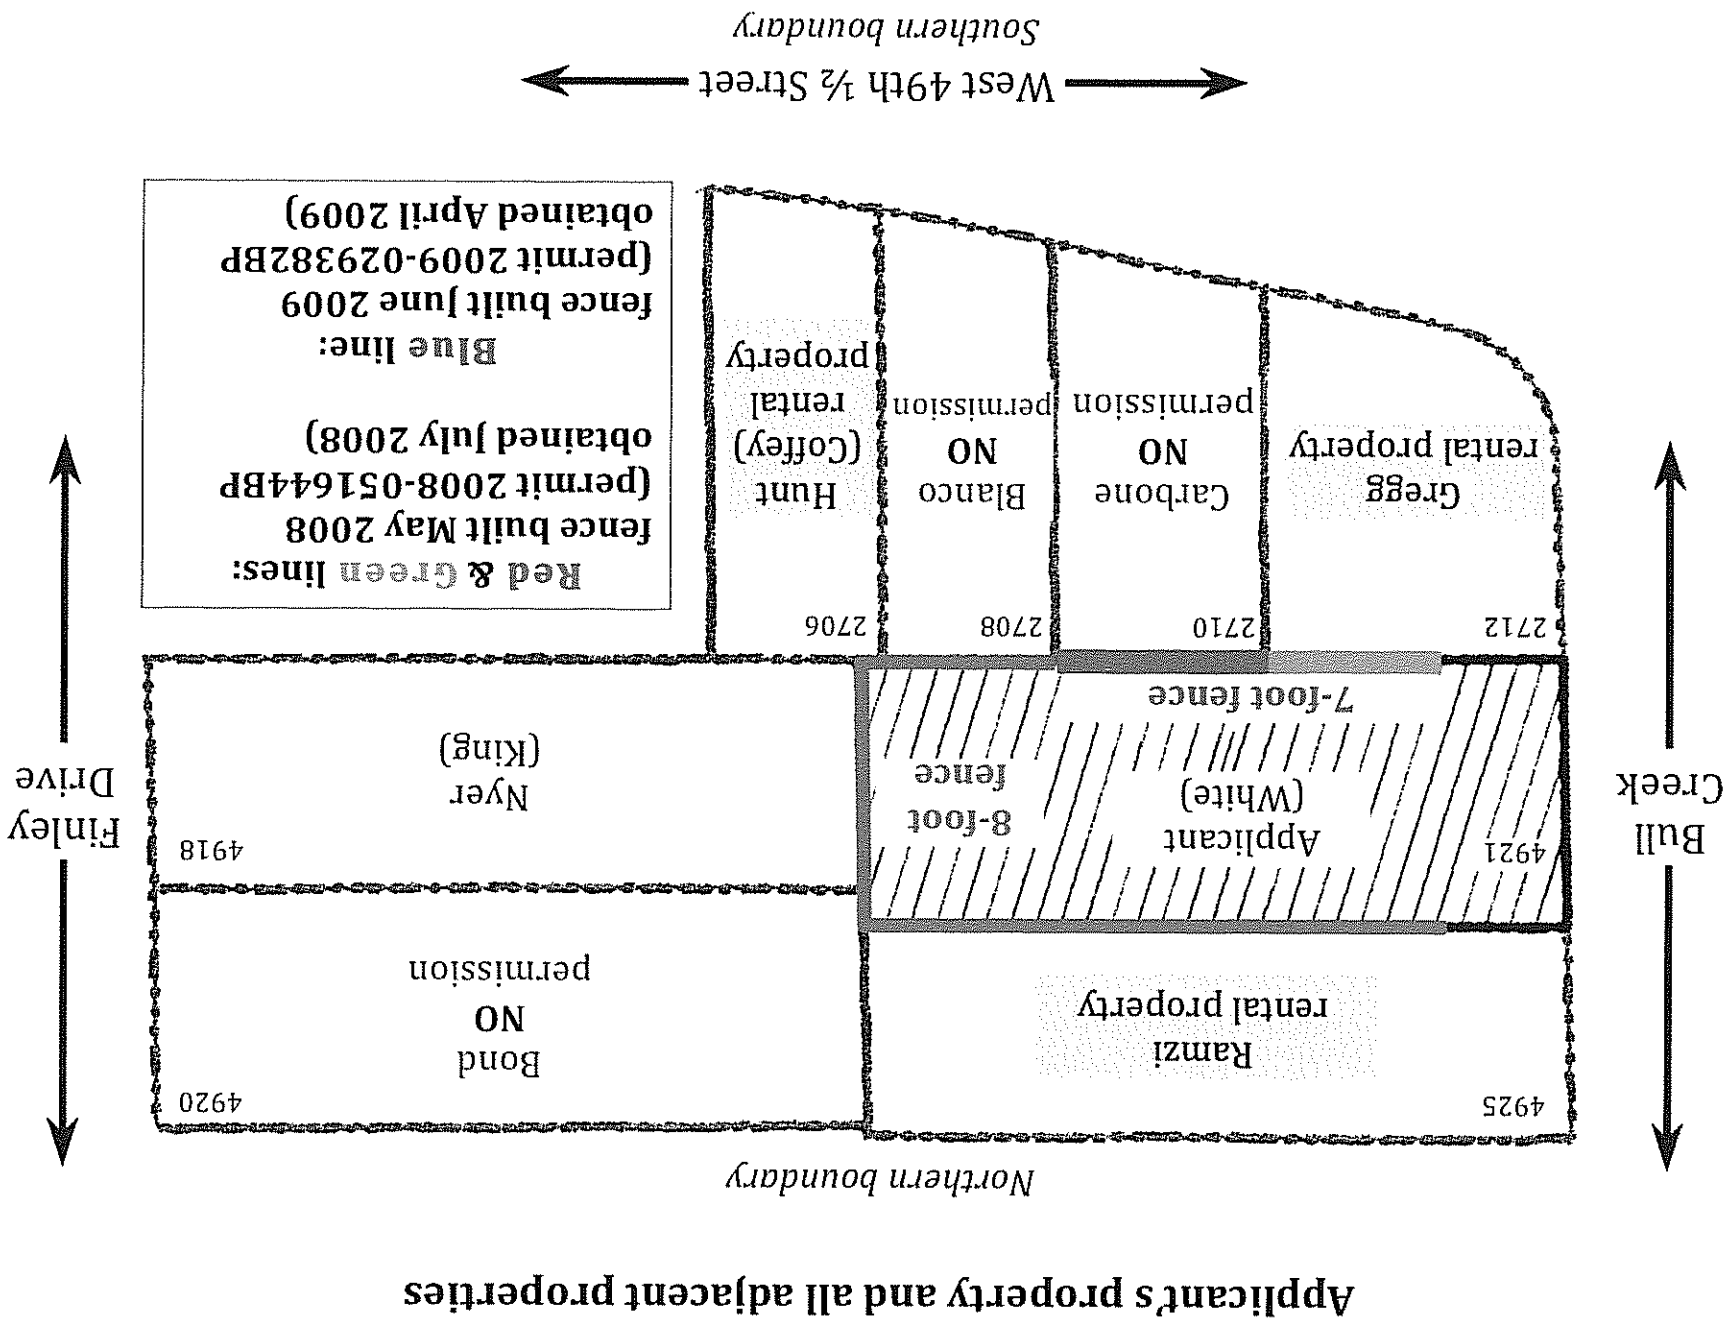 Applicant's property and all adjacent properties
Northern boundary
4925
Ramzi
rental property
4920
Bond
NO
permission
Bull
Creek
4921
Applicant
(White)
8-foot
fence
7-foot fence
4918
Nyer
(King)
Finley
Drive
2712
Gregg
rental property
2710
Carbone
NO
permission
2708
Blanco
NO
permission
2706
Hunt
(Coffey)
rental
property
Red & Green lines:
fence built May 2008
(permit 2008-051644BP
obtained July 2008)
Blue line:
fence built June 2009
(permit 2009-029382BP
obtained April 2009)
West 49th ½ Street
Southern boundary